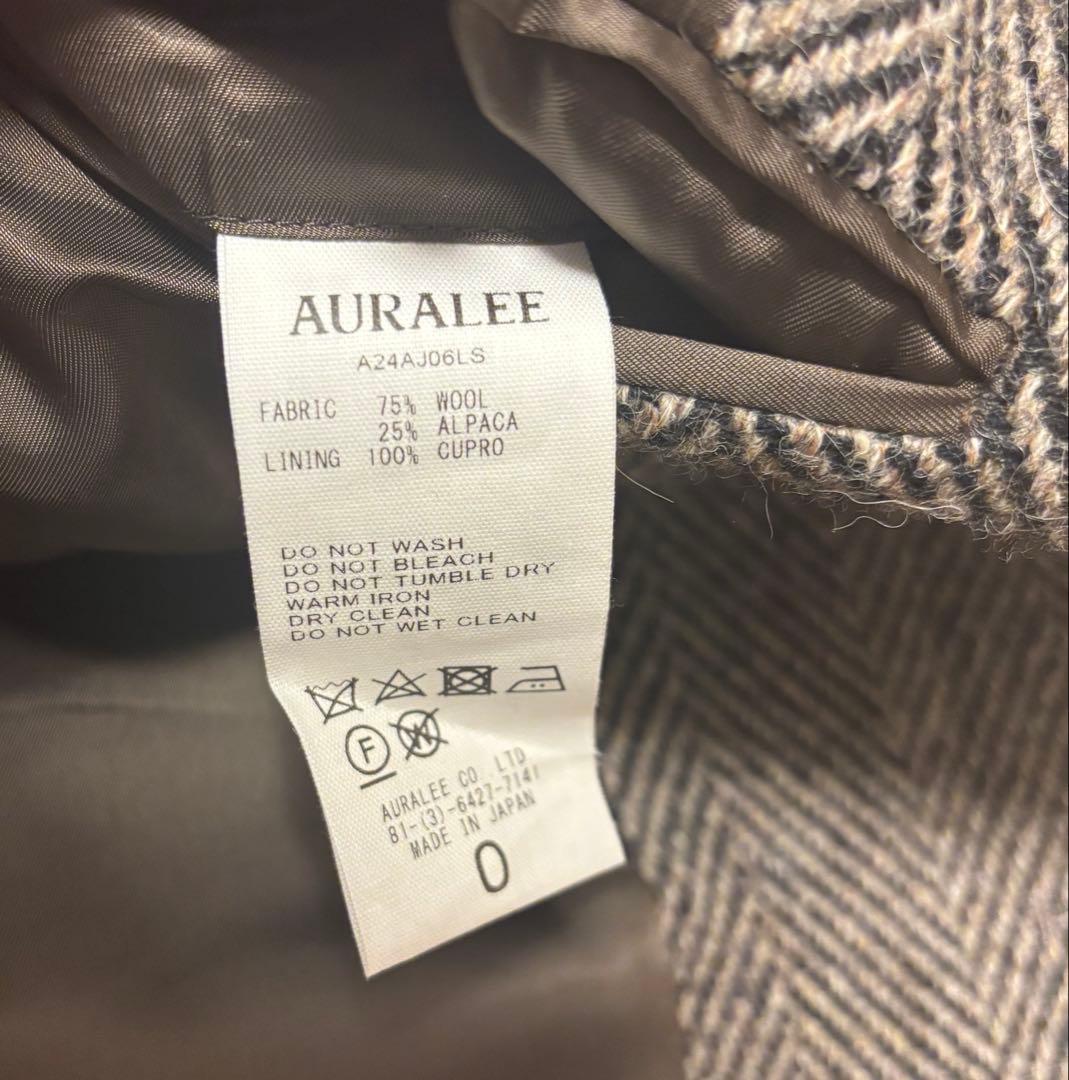 AURALEE
A24AJ06LS
FABRIC 75% WOOL
25% ALPACA
LINING 100% CUPRO
DO NOT WASH
DO NOT BLEACH
DO NOT TUMBLE DRY
WARM IRON
DRY CLEAN
DO NOT WET CLEAN
F W
AURALEE CO., LTD
81-(3)-6427-7141
MADE IN JAPAN
0